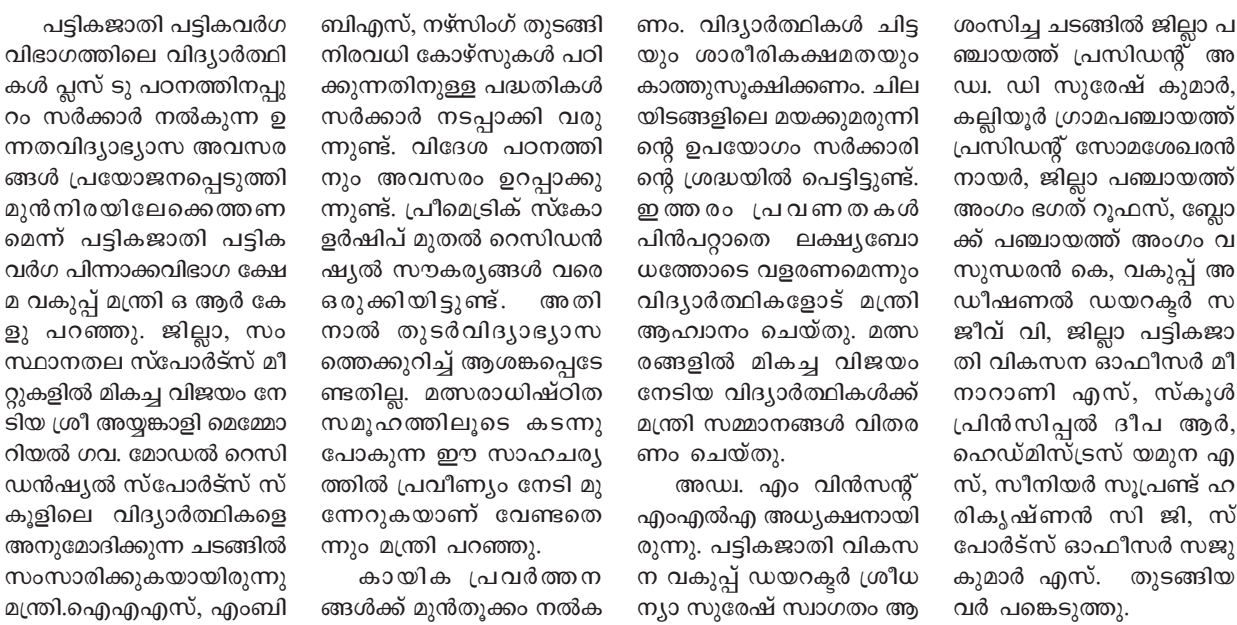 പട്ടികജാതി പട്ടികവർഗ
വിഭാഗത്തിലെ വിദ്യാർത്ഥി
കൾ പ്ലസ് ടു പഠനത്തിനപ്പു
റം സർക്കാർ നൽകുന്ന ഉ
ന്നതവിദ്യാഭ്യാസ അവസര
ങ്ങൾ പ്രയോജനപ്പെടുത്തി
മുൻനിരയിലേക്കെത്തണ
മെന്ന് പട്ടികജാതി പട്ടിക
വർഗ പിന്നാക്കവിഭാഗ ക്ഷേ
മ വകുപ്പ് മന്ത്രി ഒ ആർ കേ
ളു പറഞ്ഞു. ജില്ലാ, സം
സ്ഥാനതല സ്പോർട്സ് മീ
റ്റുകളിൽ മികച്ച വിജയം നേ
ടിയ ശ്രീ അയ്യങ്കാളി മെമ്മോ
റിയൽ ഗവ. മോഡൽ റെസി
ഡൻഷ്യൽ സ്പോർട്സ് സ്
കൂളിലെ വിദ്യാർത്ഥികളെ
അനുമോദിക്കുന്ന ചടങ്ങിൽ
സംസാരിക്കുകയായിരുന്നു
മന്ത്രി.ഐഎഎസ്, എംബി
ബിഎസ്, നഴ്സിംഗ് തുടങ്ങി
നിരവധി കോഴ്സുകൾ പഠി
ക്കുന്നതിനുള്ള പദ്ധതികൾ
സർക്കാർ നടപ്പാക്കി വരു
ന്നുണ്ട്. വിദേശ പഠനത്തി
നും അവസരം ഉറപ്പാക്കു
ന്നുണ്ട്. പ്രീമെട്രിക് സ്കോ
ളർഷിപ് മുതൽ റെസിഡൻ
ഷ്യൽ സൗകര്യങ്ങൾ വരെ
ഒരുക്കിയിട്ടുണ്ട്. അതി
നാൽ തുടർവിദ്യാഭ്യാസ
ത്തെക്കുറിച്ച് ആശങ്കപ്പെടേ
ണ്ടതില്ല. മത്സരാധിഷ്ഠിത
സമൂഹത്തിലൂടെ കടന്നു
പോകുന്ന ഈ സാഹചര്യ
ത്തിൽ പ്രവീണ്യം നേടി മു
ന്നേറുകയാണ് വേണ്ടതെ
ന്നും മന്ത്രി പറഞ്ഞു.
കായിക പ്രവർത്തന
ങ്ങൾക്ക് മുൻതൂക്കം നൽക
ണം. വിദ്യാർത്ഥികൾ ചിട്ട
യും ശാരീരികക്ഷമതയും
കാത്തുസൂക്ഷിക്കണം. ചില
യിടങ്ങളിലെ മയക്കുമരുന്നി
ന്റെ ഉപയോഗം സർക്കാരി
ന്റെ ശ്രദ്ധയിൽ പെട്ടിട്ടുണ്ട്.
ഇത്തരം പ്രവണതകൾ
പിൻപറ്റാതെ ലക്ഷ്യബോ
ധത്തോടെ വളരണമെന്നും
വിദ്യാർത്ഥികളോട് മന്ത്രി
ആഹ്വാനം ചെയ്തു. മത്സ
രങ്ങളിൽ മികച്ച വിജയം
നേടിയ വിദ്യാർത്ഥികൾക്ക്
മന്ത്രി സമ്മാനങ്ങൾ വിതര
ണം ചെയ്തു.
അഡ്വ. എം വിൻസന്റ്
എംഎൽഎ അധ്യക്ഷനായി
രുന്നു. പട്ടികജാതി വികസ
ന വകുപ്പ് ഡയറക്ടർ ശ്രീധ
ന്യാ സുരേഷ് സ്വാഗതം ആ
ശംസിച്ച ചടങ്ങിൽ ജില്ലാ പ
ഞ്ചായത്ത് പ്രസിഡന്റ് അ
ഡ്വ. ഡി സുരേഷ് കുമാർ,
കല്ലിയൂർ ഗ്രാമപഞ്ചായത്ത്
പ്രസിഡന്റ് സോമശേഖരൻ
നായർ, ജില്ലാ പഞ്ചായത്ത്
അംഗം ഭഗത് റൂഫസ്, ബ്ലോ
ക്ക് പഞ്ചായത്ത് അംഗം വ
സുന്ധരൻ കെ, വകുപ്പ് അ
ഡീഷണൽ ഡയറക്ടർ സ
ജീവ് വി, ജില്ലാ പട്ടികജാ
തി വികസന ഓഫീസർ മീ
നാറാണി എസ്, സ്കൂൾ
പ്രിൻസിപ്പൽ ദീപ ആർ,
ഹെഡ്മിസ്ട്രസ് യമുന എ
സ്, സീനിയർ സൂപ്രണ്ട് ഹ
രികൃഷ്ണൻ സി ജി, സ്
പോർട്സ് ഓഫീസർ സജു
കുമാർ എസ്. തുടങ്ങിയ
വർ പങ്കെടുത്തു.